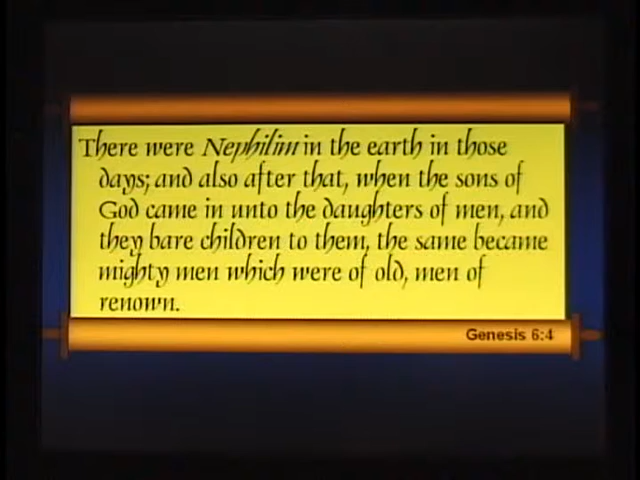 There were Nephilim in the earth in those
days; and also after that, when the sons of
God came in unto the daughters of men, and
they bare children to them, the same became
mighty men which were of old, men of
renown.
Genesis 6:4